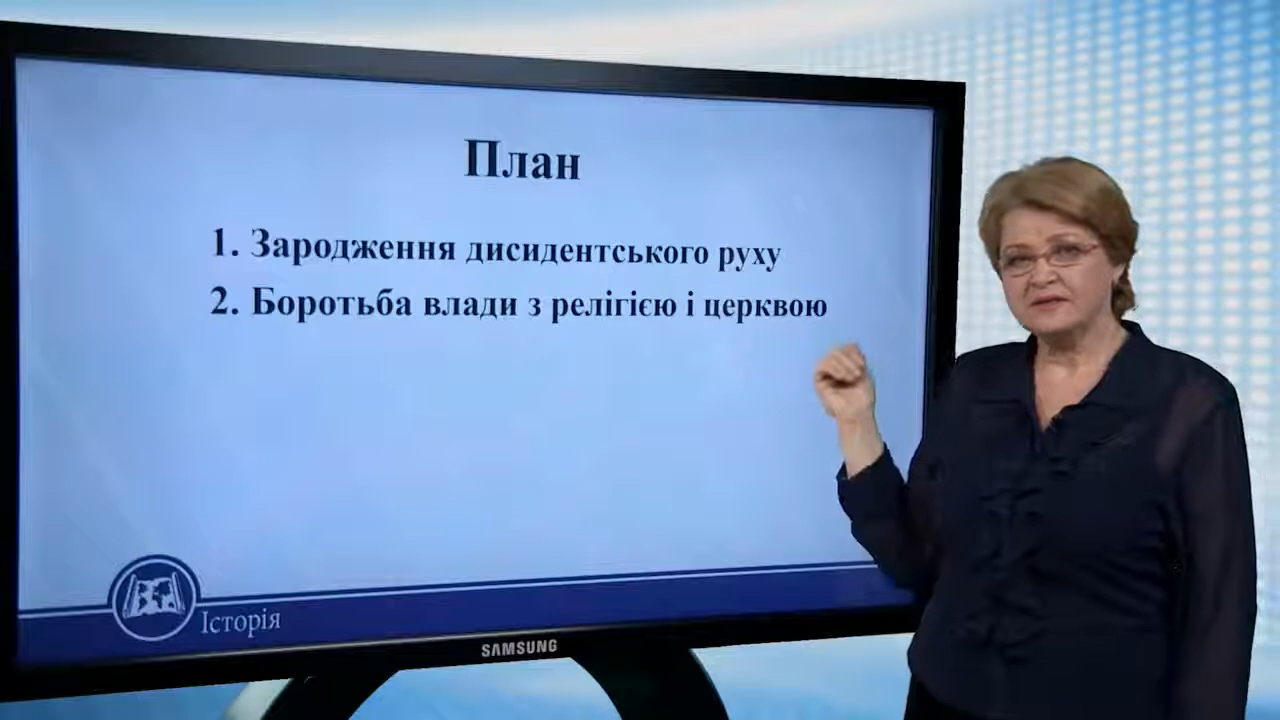 План
1. Зародження дисидентського руху
2. Боротьба влади з релігією і церквою
Історія
SAMSUNG